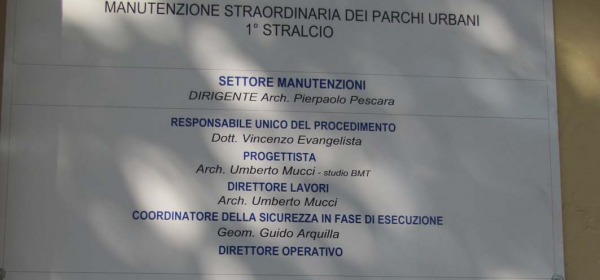 MANUTENZIONE STRAORDINARIA DEI PARCHI URBANI
1° STRALCIO
SETTORE MANUTENZIONI
DIRIGENTE Arch. Pierpaolo Pescara
RESPONSABILE UNICO DEL PROCEDIMENTO
Dott. Vincenzo Evangelista
PROGETTISTA
Arch. Umberto Mucci - studio BMT
DIRETTORE LAVORI
Arch. Umberto Mucci
COORDINATORE DELLA SICUREZZA IN FASE DI ESECUZIONE
Geom. Guido Arquilla
DIRETTORE OPERATIVO